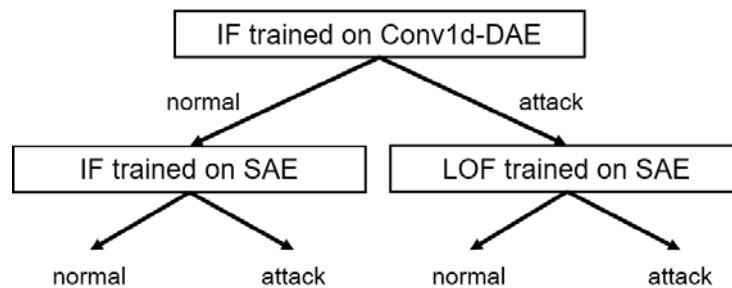 IF trained on Conv1d-DAE
normal
attack
IF trained on SAE
LOF trained on SAE
normal
attack
normal
attack